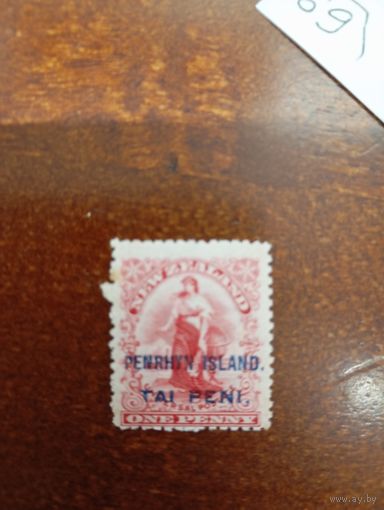 NEW ZEALAND
PENRHYN ISLAND.
TAI PENI.
ONE PENNY
www.ay.by